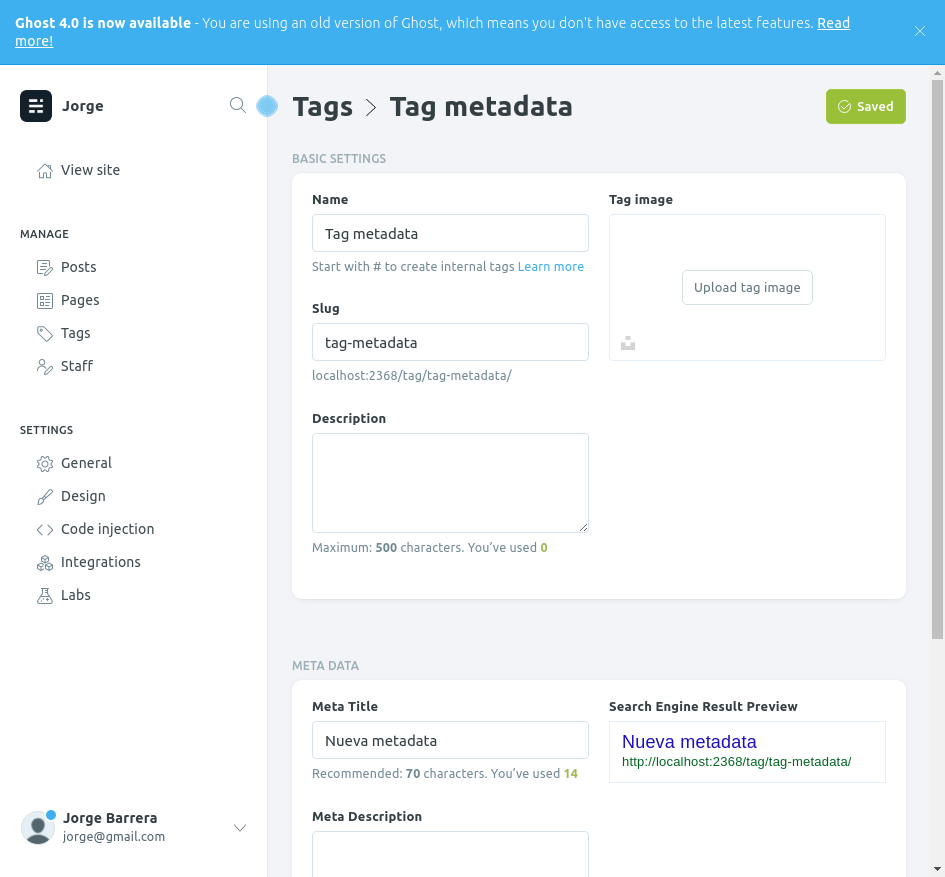 Ghost 4.0 is now available - You are using an old version of Ghost, which means you don't have access to the latest features. Read
more!
Jorge
View site
MANAGE
Posts
Pages
Tags
Staff
SETTINGS
General
Design
Code injection
Integrations
Labs
Jorge Barrera
jorge@gmail.com
Tags > Tag metadata
Saved
BASIC SETTINGS
Name
Tag metadata
Start with # to create internal tags Learn more
Slug
tag-metadata
localhost:2368/tag/tag-metadata/
Description
Maximum: 500 characters. You’ve used 0
Tag image
Upload tag image
META DATA
Meta Title
Nueva metadata
Recommended: 70 characters. You’ve used 14
Meta Description
Search Engine Result Preview
Nueva metadata
http://localhost:2368/tag/tag-metadata/